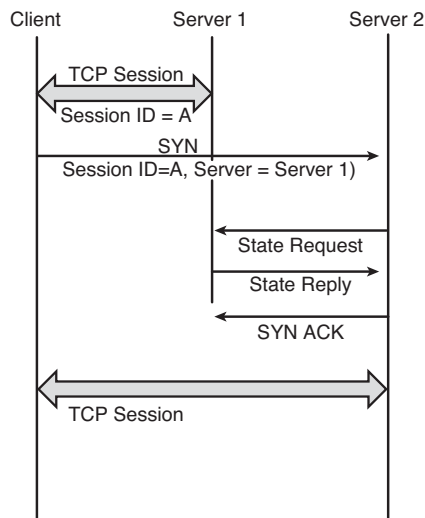 Client Server 1 Server 2
TCP Session
Session ID = A
SYN
Session ID=A, Server = Server 1)
State Request
State Reply
SYN ACK
TCP Session